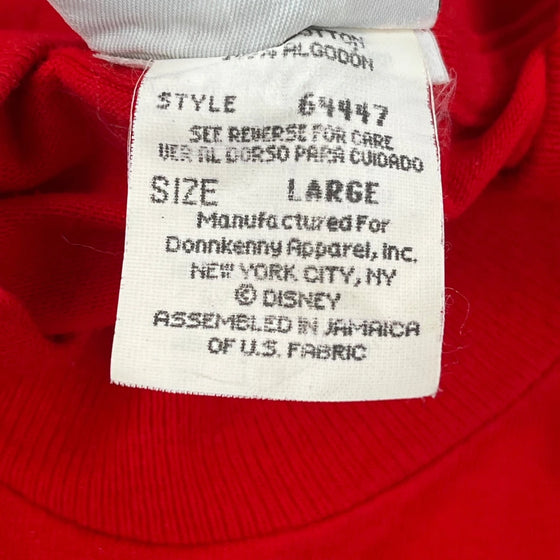 ALGODÓN
STYLE 64447
SEE REVERSE FOR CARE
VER AL DORSO PARA CUIDADO
SIZE LARGE
Manufactured For
Donnkenny Apparel, Inc.
NEW YORK CITY, NY
© DISNEY
ASSEMBLED IN JAMAICA
OF U.S. FABRIC